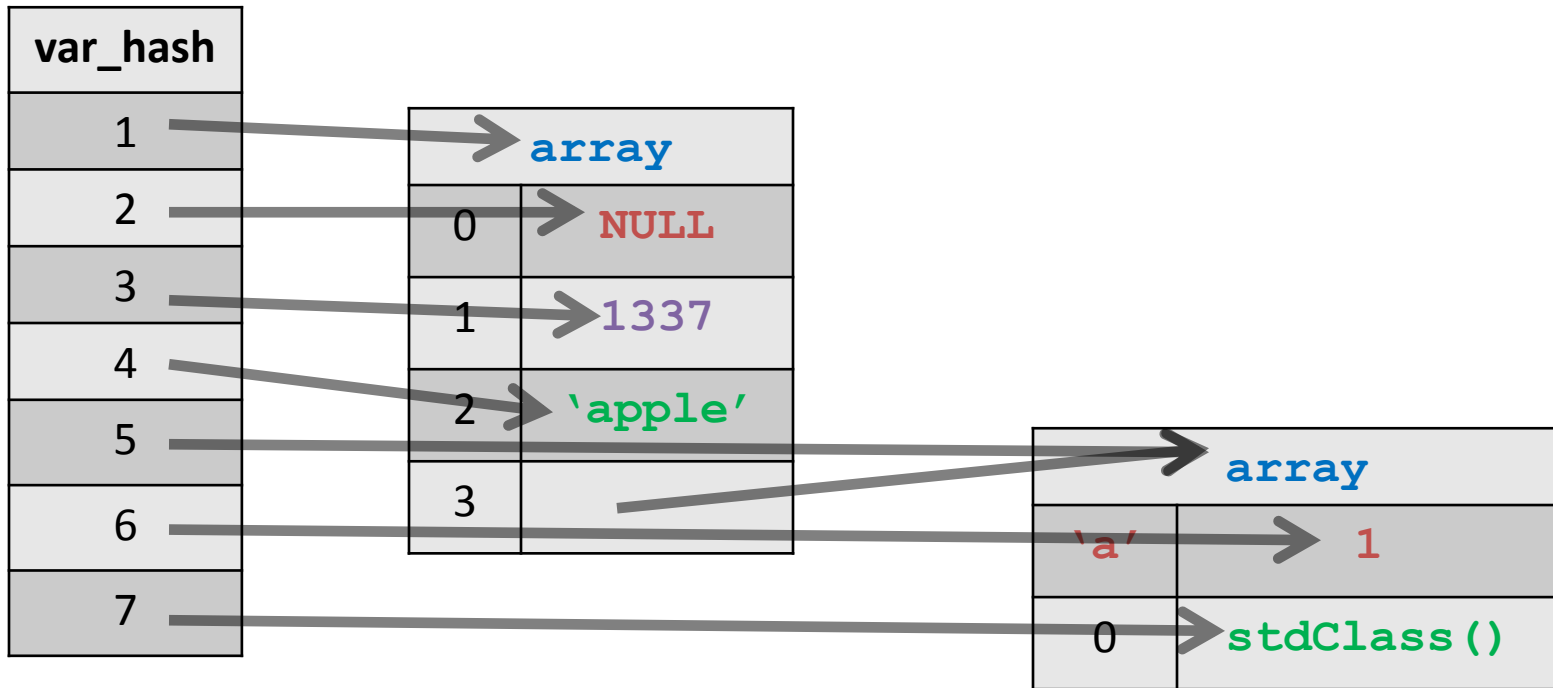 var_hash
1
2
3
4
5
6
7
array
0 NULL
1 1337
2 ‘apple’
3
array
‘a’ 1
0 stdClass()